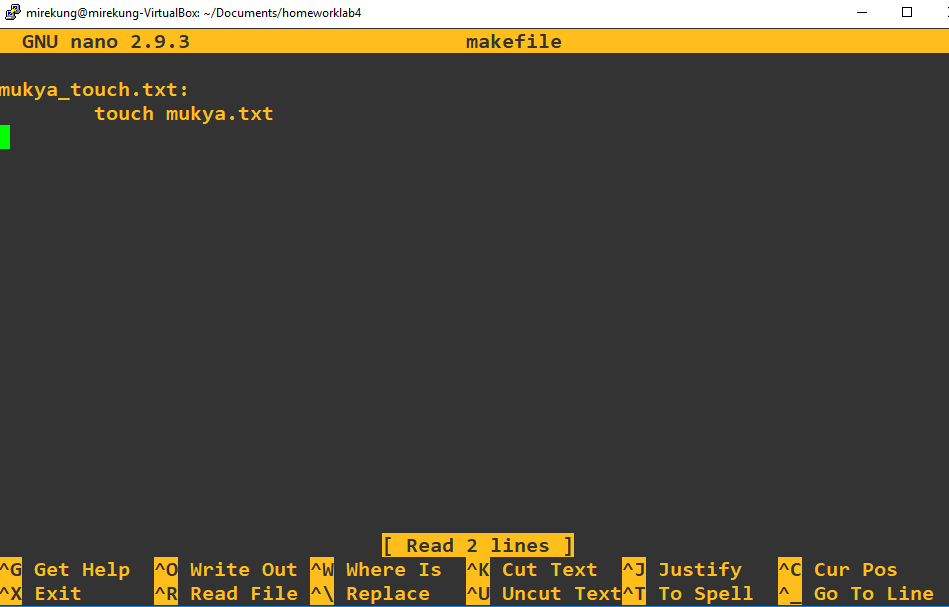 mirekung@mirekung-VirtualBox: ~/Documents/homeworklab4
GNU nano 2.9.3 makefile
mukya_touch.txt:
touch mukya.txt
[ Read 2 lines ]
^G Get Help ^O Write Out ^W Where Is ^K Cut Text ^J Justify ^C Cur Pos
^X Exit ^R Read File ^\ Replace ^U Uncut Text ^T To Spell ^_ Go To Line